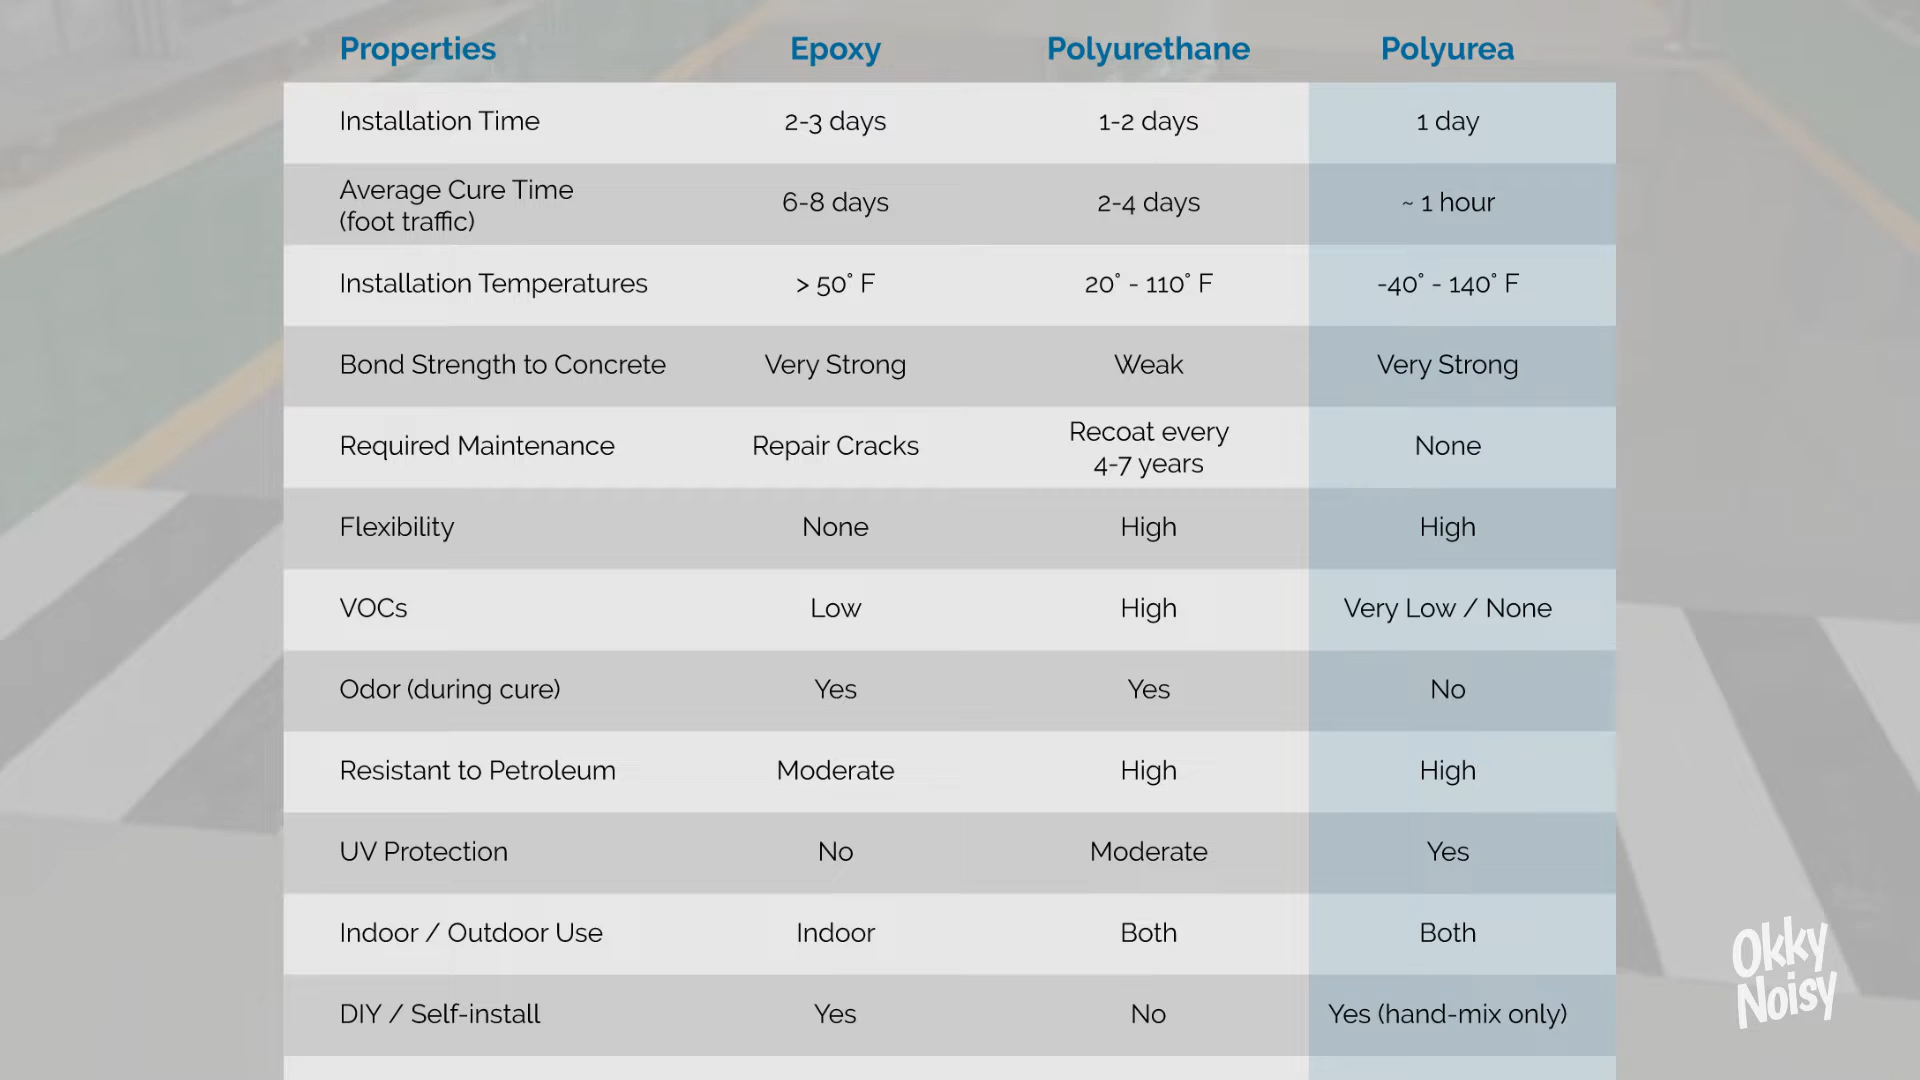 Properties Epoxy Polyurethane Polyurea
Installation Time 2-3 days 1-2 days 1 day
Average Cure Time
(foot traffic) 6-8 days 2-4 days ~ 1 hour
Installation Temperatures > 50° F 20° - 110° F -40° - 140° F
Bond Strength to Concrete Very Strong Weak Very Strong
Required Maintenance Repair Cracks Recoat every
4-7 years None
Flexibility None High High
VOCs Low High Very Low / None
Odor (during cure) Yes Yes No
Resistant to Petroleum Moderate High High
UV Protection No Moderate Yes
Indoor / Outdoor Use Indoor Both Both
DIY / Self-install Yes No Yes (hand-mix only)
Okky
Noisy